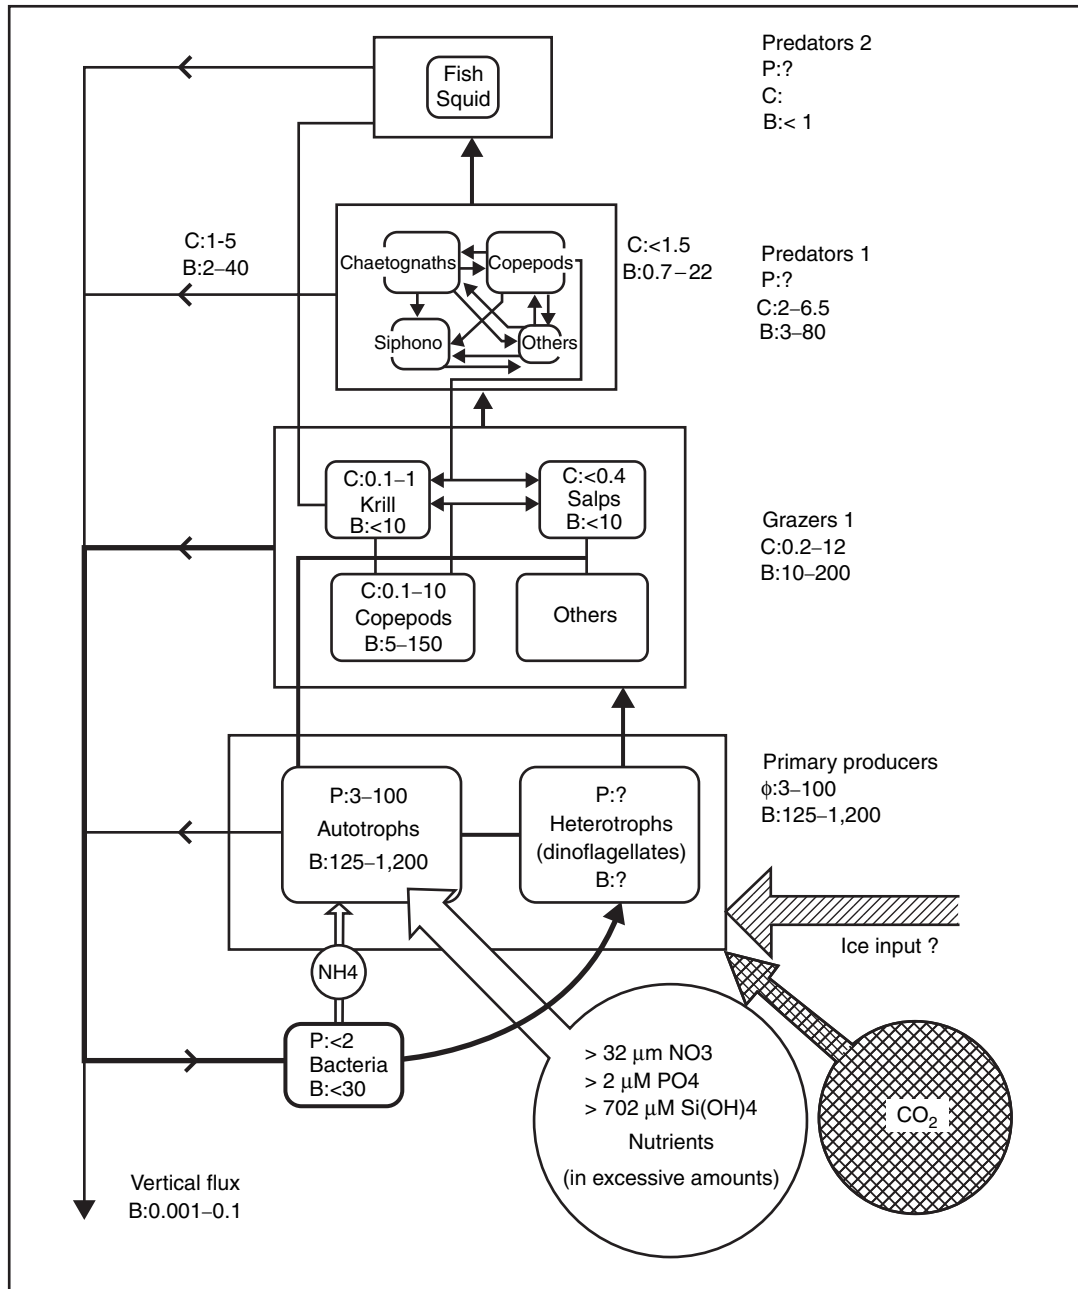 Predators 2
P:?
C:
B:< 1
Fish
Squid
C:1-5
B:2–40
C:<1.5
B:0.7–22
Predators 1
P:?
C:2–6.5
B:3–80
Chaetognaths
Copepods
Siphono
Others
C:0.1–1
Krill
B:<10
C:<0.4
Salps
B:<10
Grazers 1
C:0.2–12
B:10–200
C:0.1–10
Copepods
B:5–150
Others
Primary producers
ϕ:3–100
B:125–1,200
P:3–100
Autotrophs
B:125–1,200
P:?
Heterotrophs
(dinoflagellates)
B:?
Ice input ?
NH4
P:<2
Bacteria
B:<30
> 32 μm NO3
> 2 μM PO4
> 702 μM Si(OH)4
Nutrients
(in excessive amounts)
CO₂
Vertical flux
B:0.001–0.1